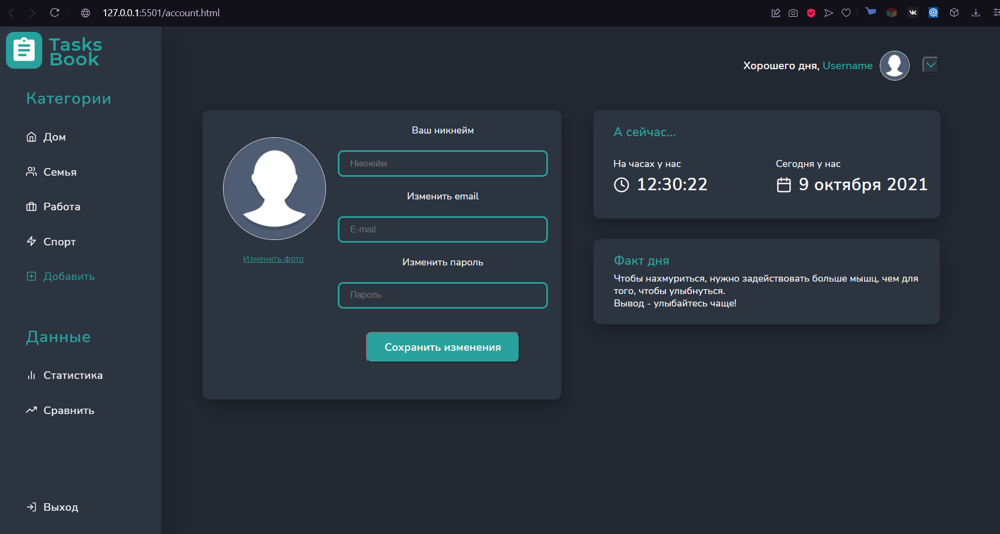 127.0.0.1:5501/account.html
Tasks
Book
Хорошего дня, Username
Категории
Дом
Семья
Работа
Спорт
Добавить
Данные
Статистика
Сравнить
Выход
Ваш никнейм
Никнейм
Изменить email
E-mail
Изменить фото
Изменить пароль
Пароль
Сохранить изменения
А сейчас...
На часах у нас
12:30:22
Сегодня у нас
9 октября 2021
Факт дня
Чтобы нахмуриться, нужно задействовать больше мышц, чем для
того, чтобы улыбнуться.
Вывод - улыбайтесь чаще!